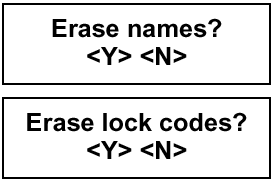 Erase names?
<Y> <N>
Erase lock codes?
<Y> <N>